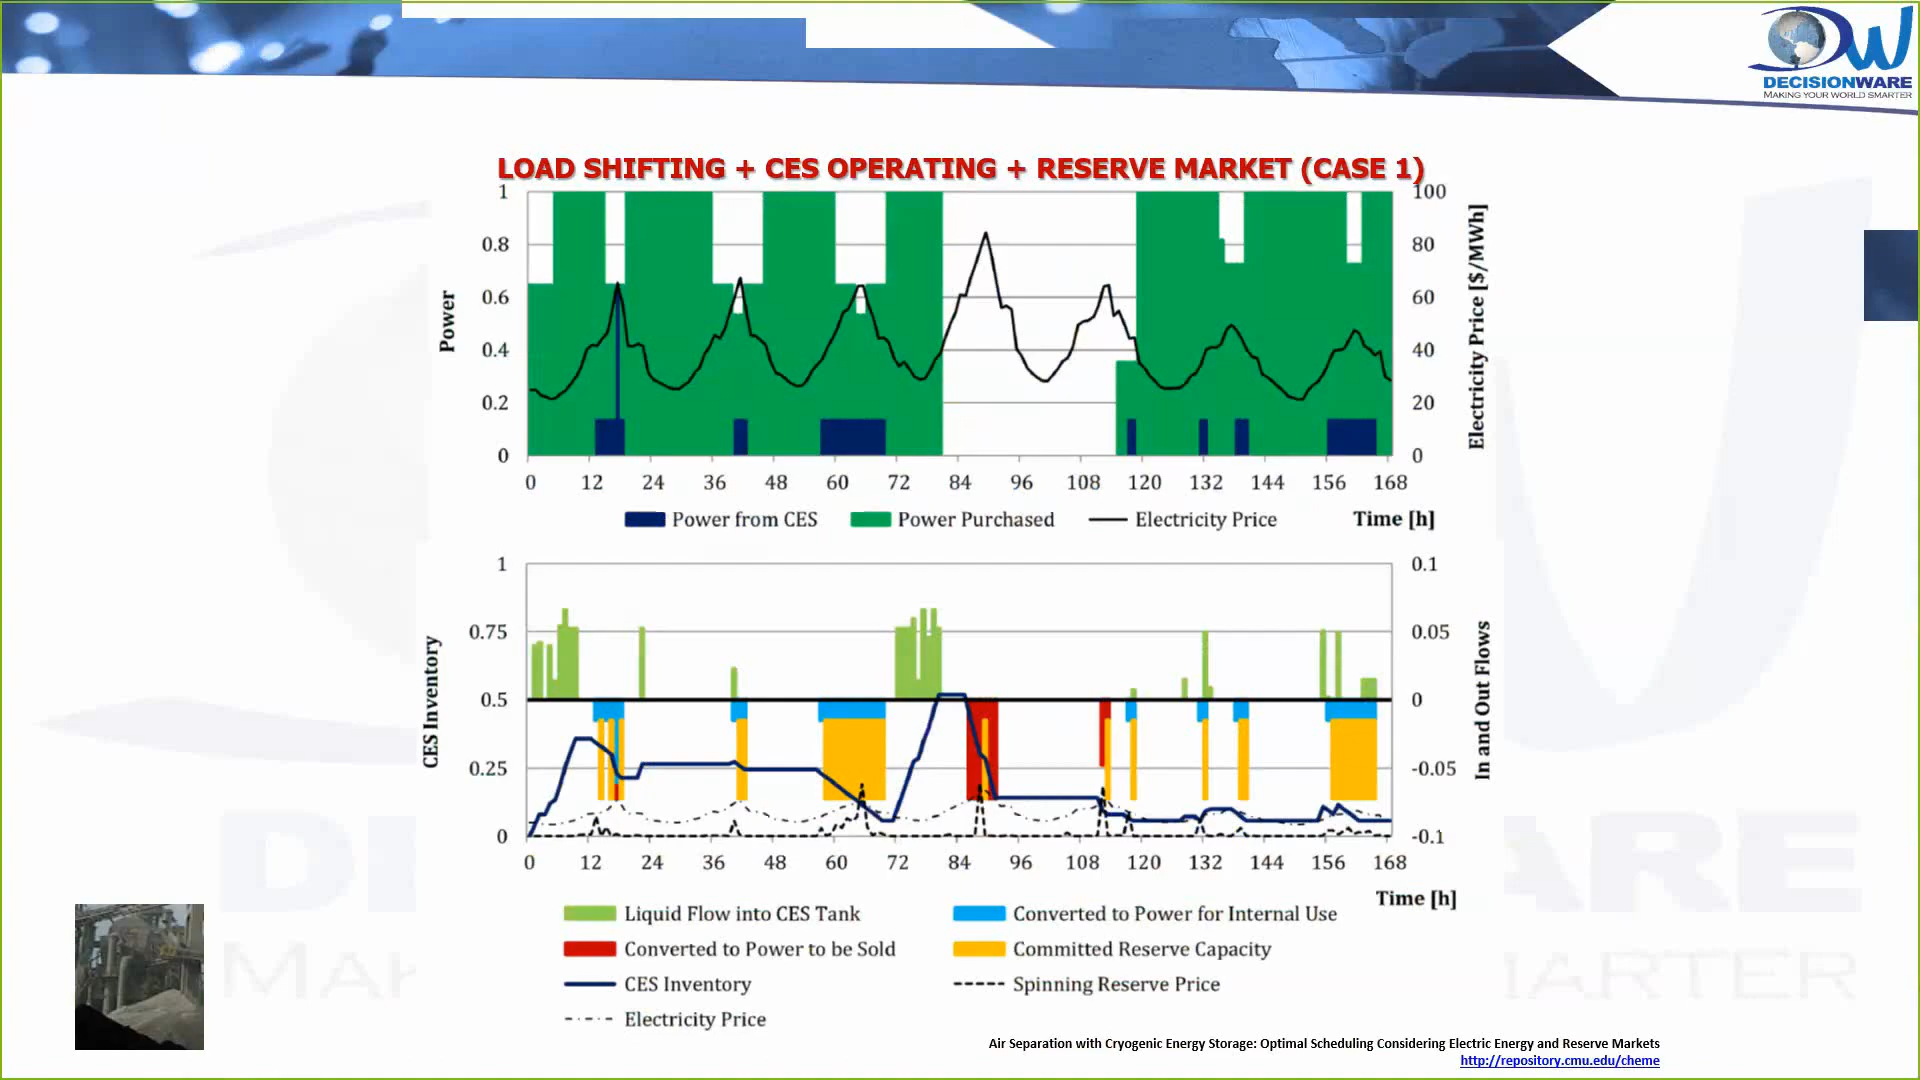 DW
DECISIONWARE
MAKING YOUR WORLD SMARTER
LOAD SHIFTING + CES OPERATING + RESERVE MARKET (CASE 1)
1
0.8
0.6
0.4
0.2
0
Power
100
80
60
40
20
0
Electricity Price [$/MWh]
0 12 24 36 48 60 72 84 96 108 120 132 144 156 168
Power from CES Power Purchased Electricity Price Time [h]
1
0.75
0.5
0.25
0
CES Inventory
0.1
0.05
0
-0.05
-0.1
In and Out Flows
0 12 24 36 48 60 72 84 96 108 120 132 144 156 168
Time [h]
Liquid Flow into CES Tank Converted to Power for Internal Use
Converted to Power to be Sold Committed Reserve Capacity
CES Inventory Spinning Reserve Price
Electricity Price
Air Separation with Cryogenic Energy Storage: Optimal Scheduling Considering Electric Energy and Reserve Markets
http://repository.cmu.edu/cheme